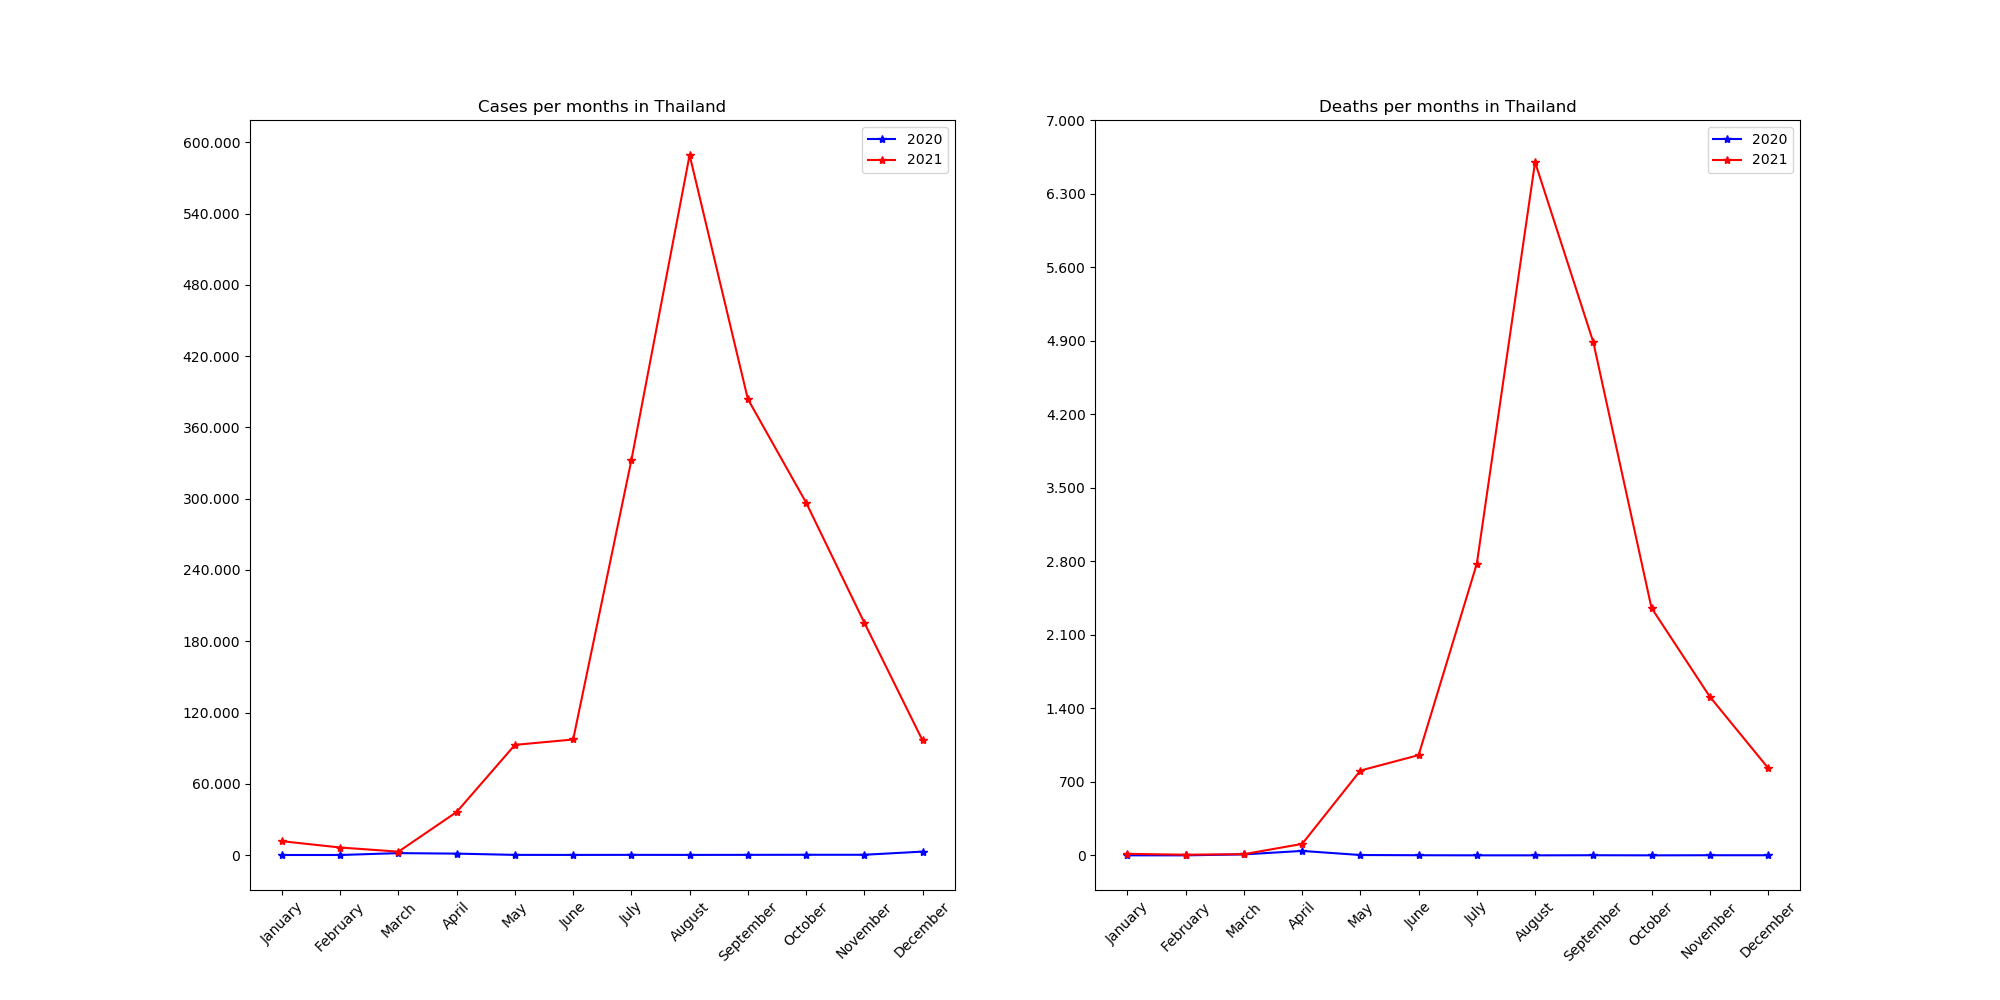 Cases per months in Thailand
2020
2021
600.000
540.000
480.000
420.000
360.000
300.000
240.000
180.000
120.000
60.000
0
January
February
March
April
May
June
July
August
September
October
November
December
Deaths per months in Thailand
2020
2021
7.000
6.300
5.600
4.900
4.200
3.500
2.800
2.100
1.400
700
0
January
February
March
April
May
June
July
August
September
October
November
December